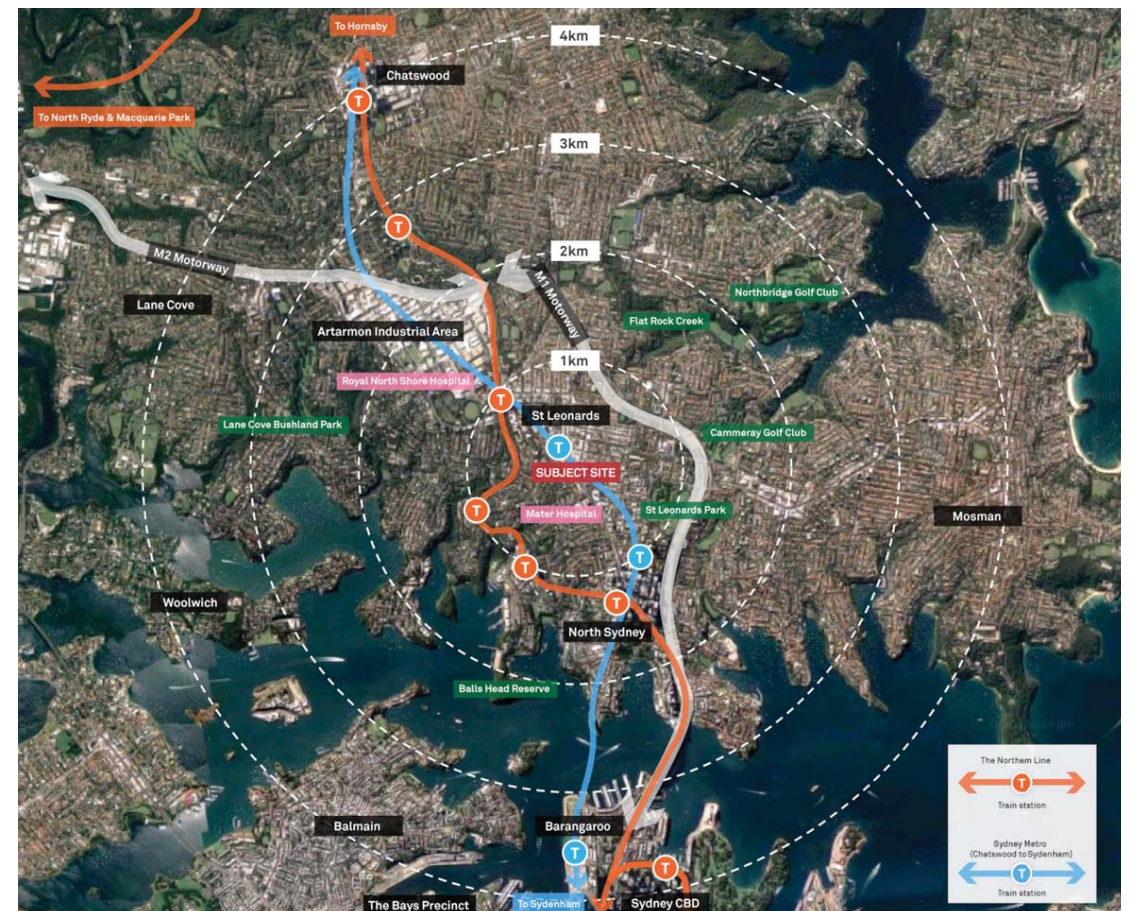 To Hornsby
4km
Chatswood
T
To North Ryde & Macquarie Park
3km
T
2km
M2 Motorway
M1 Motorway
Northbridge Golf Club
Lane Cove
Flat Rock Creek
Artarmon Industrial Area
1km
Royal North Shore Hospital
T
St Leonards
Lane Cove Bushland Park
Cammeray Golf Club
T
SUBJECT SITE
T
Mater Hospital
St Leonards Park
Mosman
T
T
Woolwich
T
North Sydney
Balls Head Reserve
The Northern Line
T
Train station
Balmain
Barangaroo
T
T
Sydney Metro
(Chatswood to Sydenham)
T
Train station
The Bays Precinct
To Sydenham
Sydney CBD